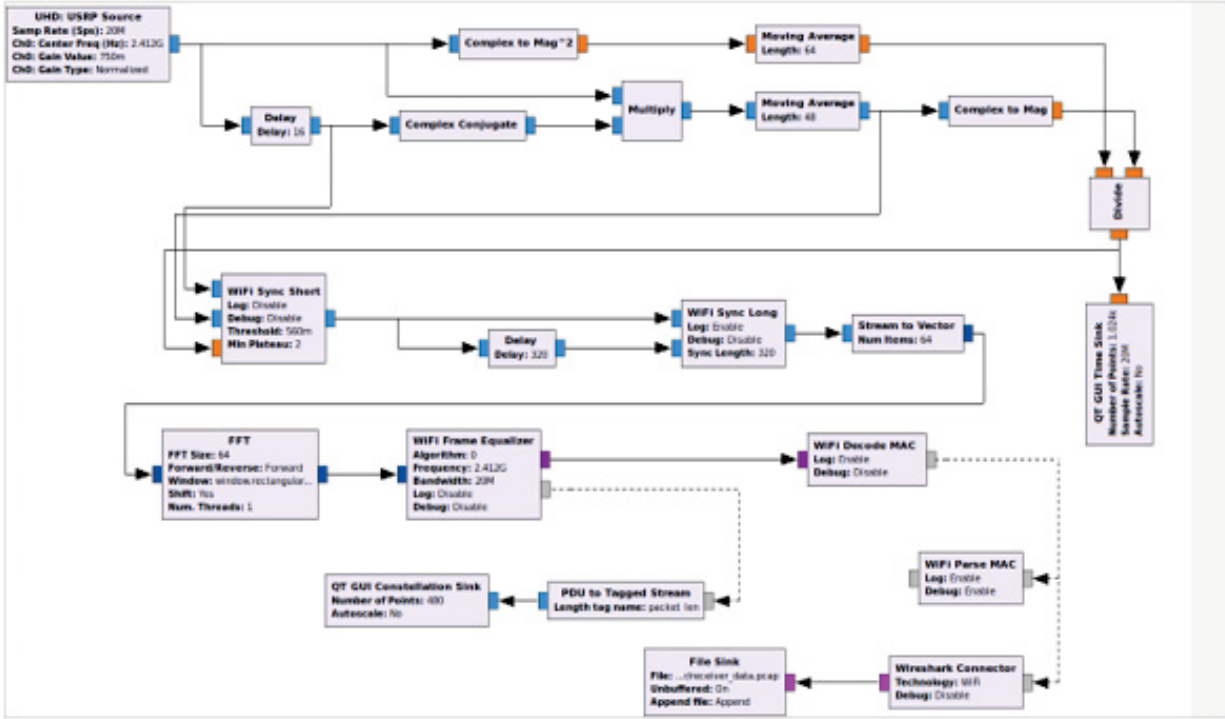 UHD: USRP Source
Samp Rate (Sps): 20M
Ch0: Center Freq (Hz): 2.412G
Ch0: Gain Value: 750m
Ch0: Gain Type: Normalized
Complex to Mag^2
Moving Average
Length: 64
Delay
Delay: 16
Complex Conjugate
Multiply
Moving Average
Length: 48
Complex to Mag
Divide
WiFi Sync Short
Log: Disable
Debug: Disable
Threshold: 560m
Min Plateau: 2
Delay
Delay: 320
WiFi Sync Long
Log: Enable
Debug: Disable
Sync Length: 320
Stream to Vector
Num Items: 64
QT GUI Time Sink
Number of Points: 1.024k
Sample Rate: 20M
Autoscale: No
FFT
FFT Size: 64
Forward/Reverse: Forward
Window: window.rectangular...
Shift: Yes
Num. Threads: 1
WiFi Frame Equalizer
Algorithm: 0
Frequency: 2.412G
Bandwidth: 20M
Log: Disable
Debug: Disable
WiFi Decode MAC
Log: Enable
Debug: Disable
WiFi Parse MAC
Log: Enable
Debug: Enable
QT GUI Constellation Sink
Number of Points: 480
Autoscale: No
PDU to Tagged Stream
Length tag name: packet_len
File Sink
File: ...dreceiver_data.pcap
Unbuffered: On
Append file: Append
Wireshark Connector
Technology: WiFi
Debug: Disable